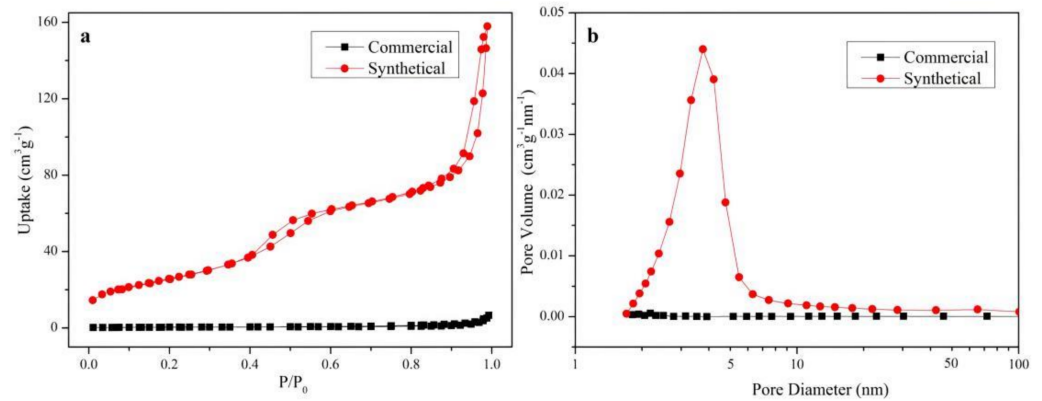 a
Commercial
Synthetical
160
120
80
40
0
Uptake (cm³g⁻¹)
0.0 0.2 0.4 0.6 0.8 1.0
P/P₀
b
Commercial
Synthetical
0.05
0.04
0.03
0.02
0.01
0.00
Pore Volume (cm³g⁻¹nm⁻¹)
1 5 10 50 100
Pore Diameter (nm)